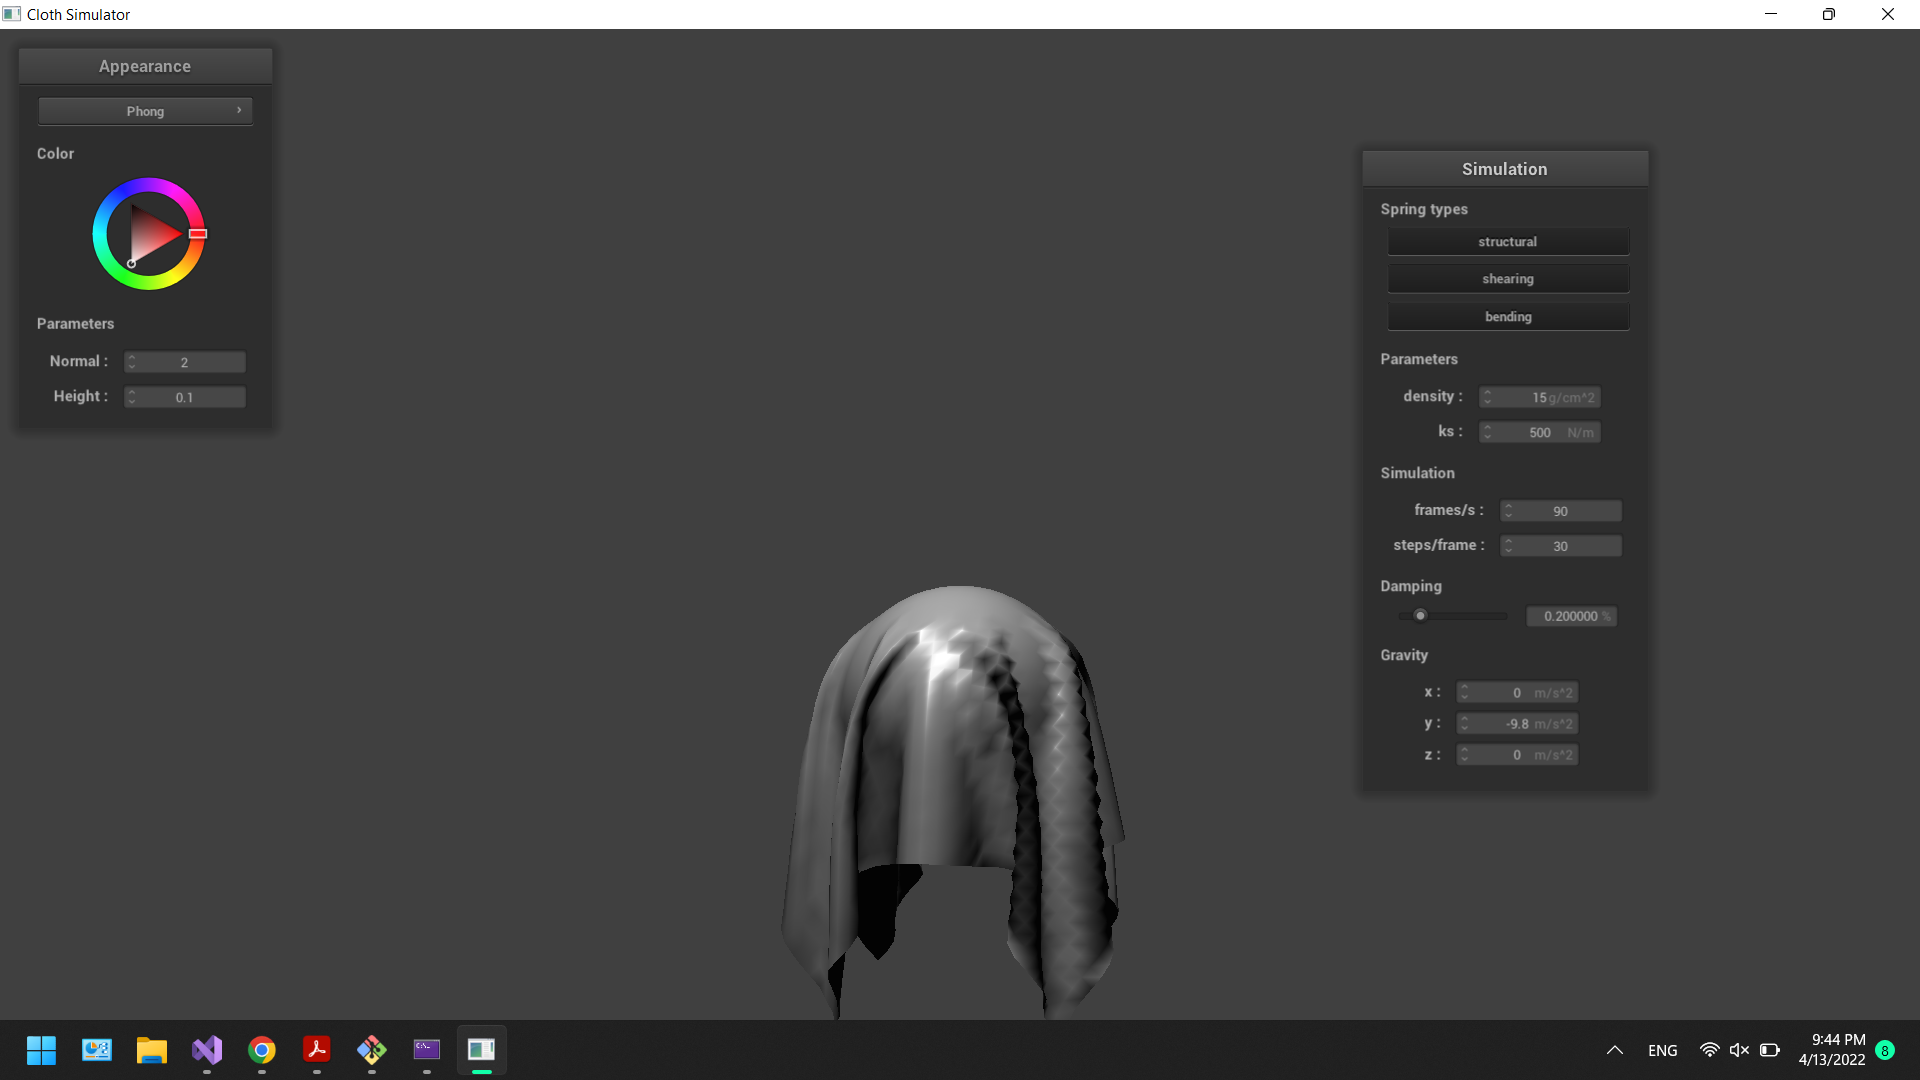 Cloth Simulator
Appearance
Phong
Color
Parameters
Normal : 2
Height : 0.1
Simulation
Spring types
structural
shearing
bending
Parameters
density : 15 g/cm^2
ks : 500 N/m
Simulation
frames/s : 90
steps/frame : 30
Damping
0.200000 %
Gravity
x : 0 m/s^2
y : -9.8 m/s^2
z : 0 m/s^2
ENG
9:44 PM
4/13/2022
8